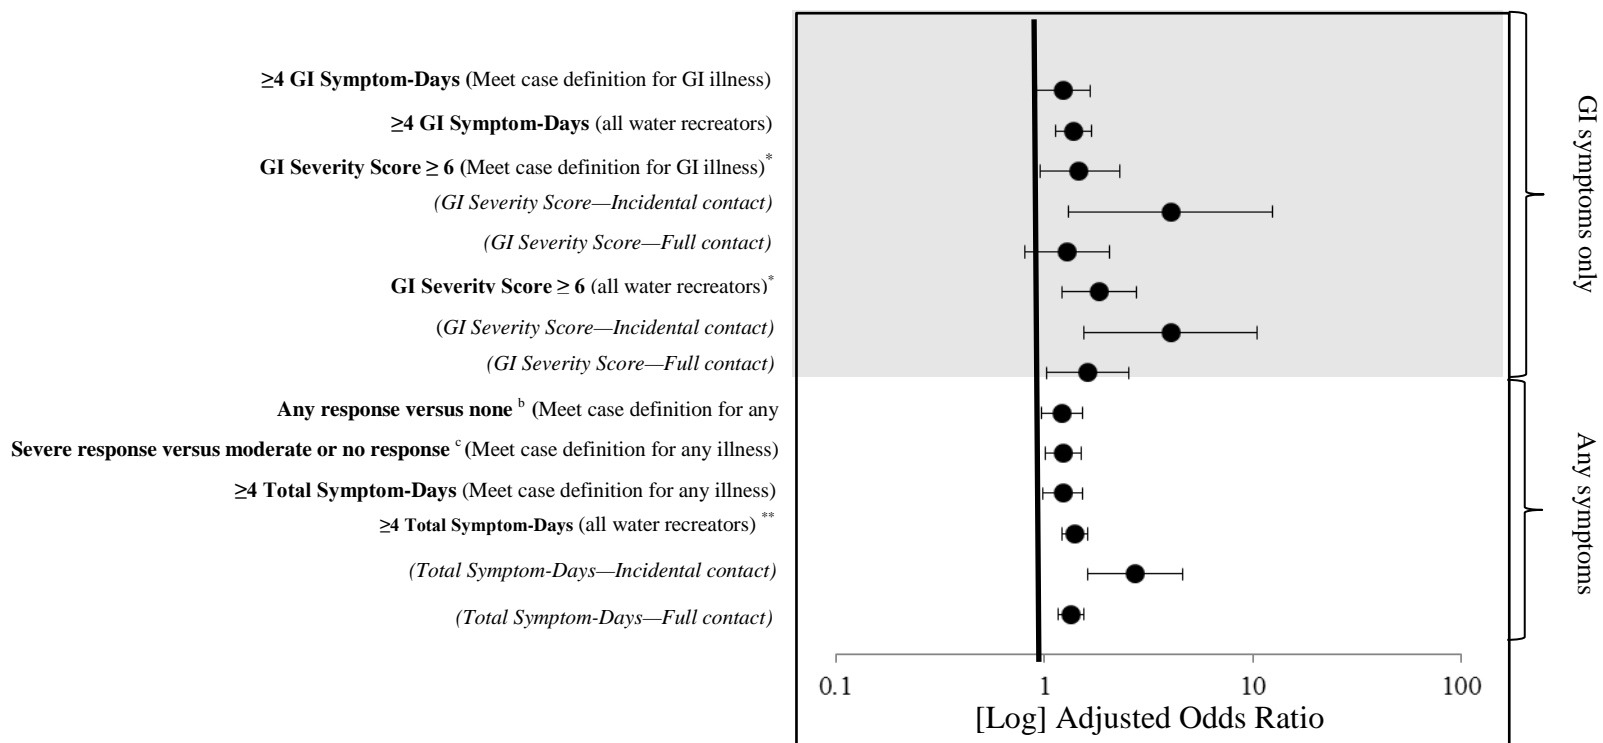 ≥4 GI Symptom-Days (Meet case definition for GI illness)
≥4 GI Symptom-Days (all water recreators)
GI Severity Score ≥ 6 (Meet case definition for GI illness)*
(GI Severity Score—Incidental contact)
(GI Severity Score—Full contact)
GI Severity Score ≥ 6 (all water recreators)*
(GI Severity Score—Incidental contact)
(GI Severity Score—Full contact)
Any response versus none b (Meet case definition for any
Severe response versus moderate or no response c (Meet case definition for any illness)
≥4 Total Symptom-Days (Meet case definition for any illness)
≥4 Total Symptom-Days (all water recreators) **
(Total Symptom-Days—Incidental contact)
(Total Symptom-Days—Full contact)
GI symptoms only
Any symptoms
0.1 1 10 100
[Log] Adjusted Odds Ratio